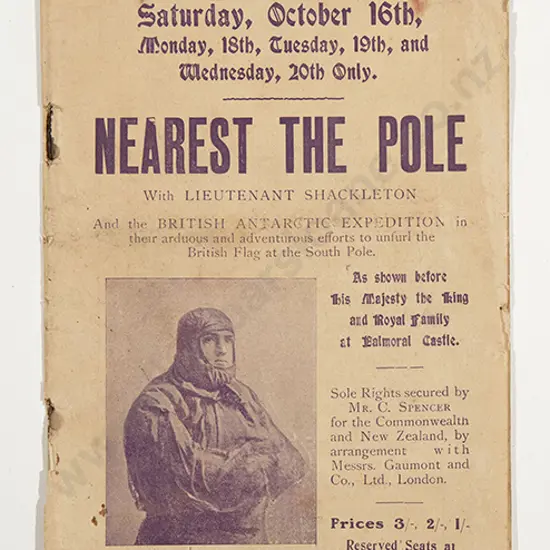 Saturday, October 16th,
Monday, 18th, Tuesday, 19th, and
Wednesday, 20th Only.
NEAREST THE POLE
With LIEUTENANT SHACKLETON
And the BRITISH ANTARCTIC EXPEDITION in
their arduous and adventurous efforts to unfurl the
British Flag at the South Pole.
As shown before
His Majesty the King
and Royal Family
at Balmoral Castle.
Sole Rights secured by
MR. C. SPENCER
for the Commonwealth
and New Zealand, by
arrangement with
Messrs. Gaumont and
Co., Ltd., London.
Prices 3/-, 2/-, 1/-
Reserved Seats at